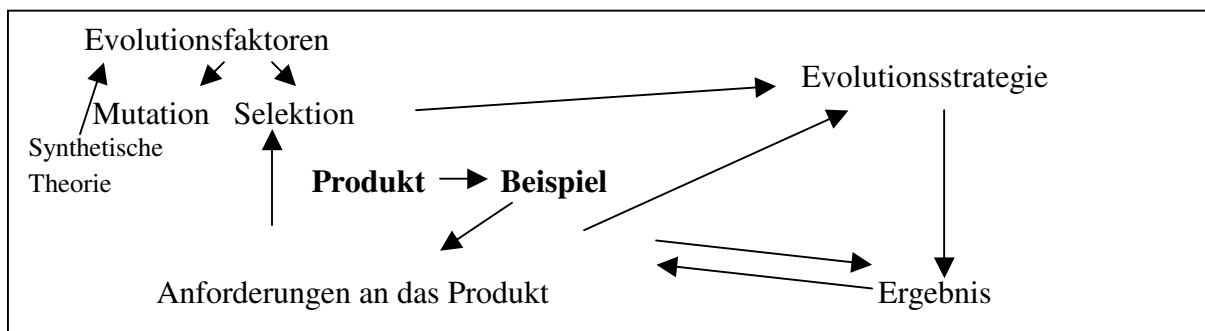 Evolutionsfaktoren
Evolutionsstrategie
Mutation Selektion
Synthetische
Theorie
Produkt Beispiel
Anforderungen an das Produkt Ergebnis